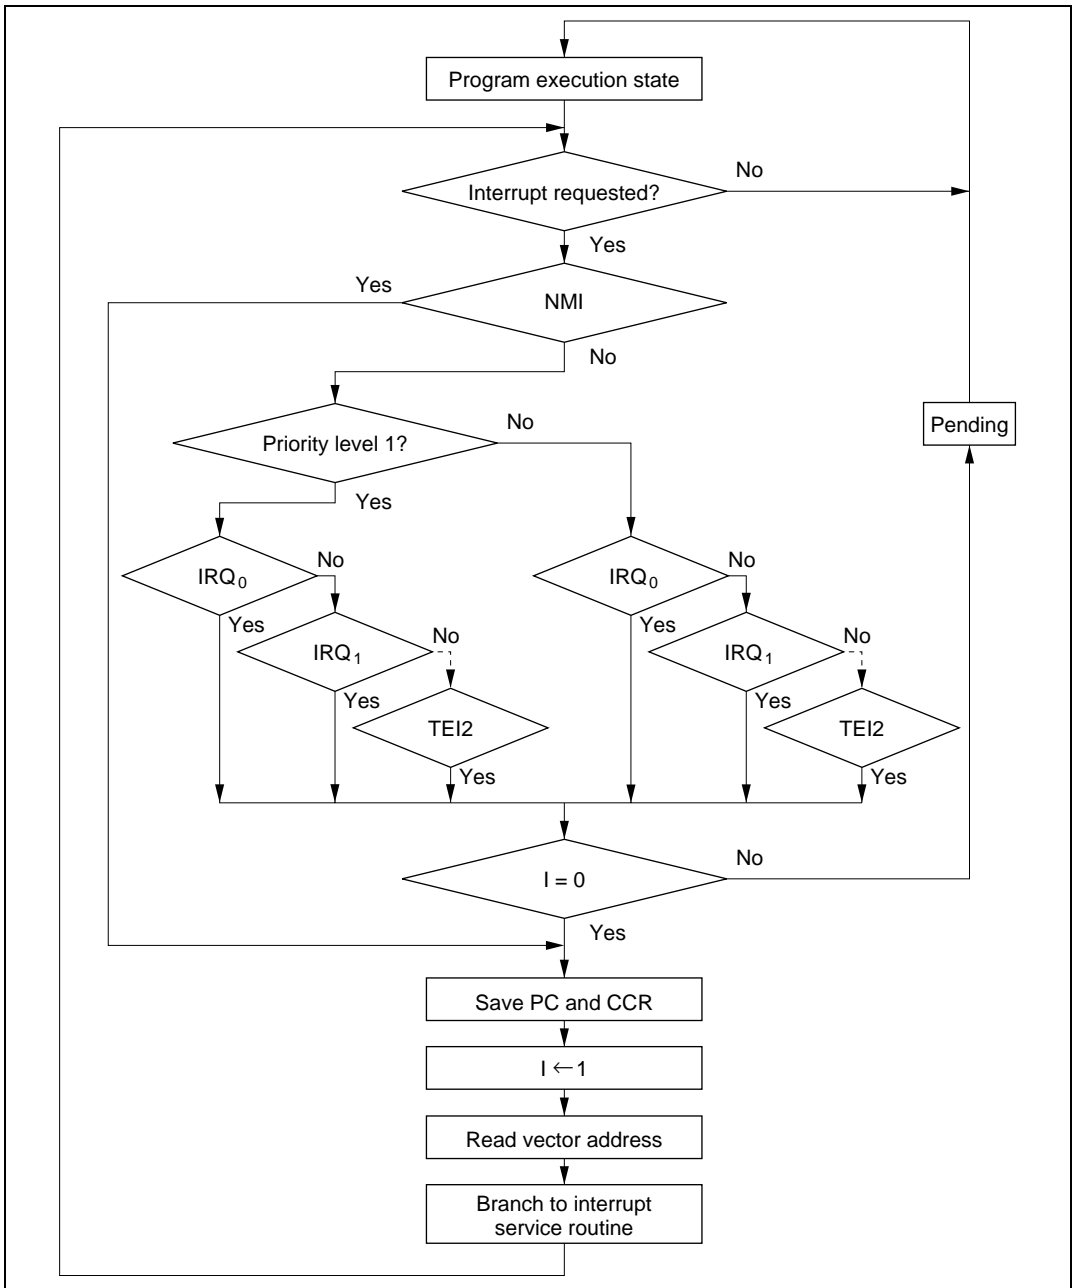 Program execution state
Interrupt requested?
No
Yes
Yes
NMI
No
Pending
Priority level 1?
No
Yes
IRQ0
No
IRQ0
No
Yes
IRQ1
No
Yes
IRQ1
No
Yes
TEI2
Yes
TEI2
Yes
Yes
I = 0
No
Yes
Save PC and CCR
I ← 1
Read vector address
Branch to interrupt
service routine